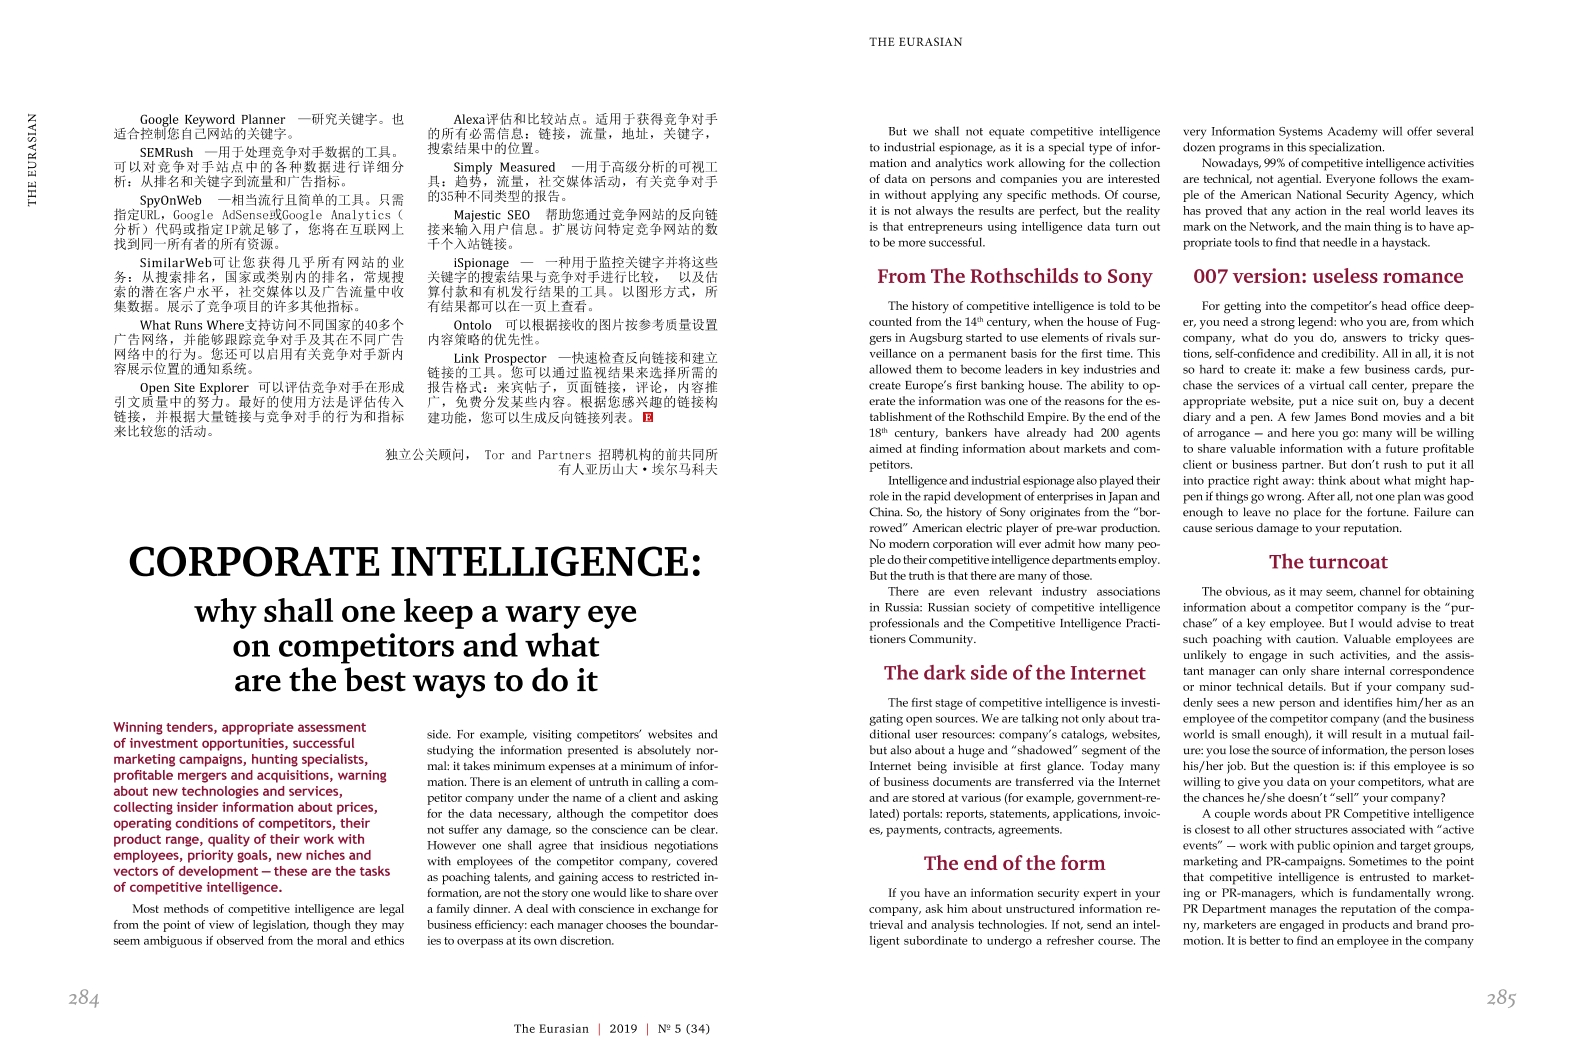 THE EURASIAN
Google Keyword Planner —研究关键字。也
适合控制您自己网站的关键字。
SEMRush —用于处理竞争对手数据的工具。
可以对竞争对手站点中的各种数据进行详细分
析：从排名和关键字到流量和广告指标。
SpyOnWeb —相当流行且简单的工具。只需
指定URL，Google AdSense或Google Analytics（
分析）代码或指定IP就足够了，您将在互联网上
找到同一所有者的所有资源。
SimilarWeb可让您获得几乎所有网站的业
务：从搜索排名，国家或类别内的排名，常规搜
索的潜在客户水平，社交媒体以及广告流量中收
集数据。展示了竞争项目的许多其他指标。
What Runs Where支持访问不同国家的40多个
广告网络，并能够跟踪竞争对手及其在不同广告
网络中的行为。您还可以启用有关竞争对手新内
容展示位置的通知系统。
Open Site Explorer 可以评估竞争对手在形成
引文质量中的努力。最好的使用方法是评估传入
链接，并根据大量链接与竞争对手的行为和指标
来比较您的活动。
Alexa评估和比较站点。适用于获得竞争对手
的所有必需信息：链接，流量，地址，关键字，
搜索结果中的位置。
Simply Measured —用于高级分析的可视工
具：趋势，流量，社交媒体活动，有关竞争对手
的35种不同类型的报告。
Majestic SEO 帮助您通过竞争网站的反向链
接来输入用户信息。扩展访问特定竞争网站的数
千个入站链接。
iSpionage — 一种用于监控关键字并将这些
关键字的搜索结果与竞争对手进行比较， 以及估
算付款和有机发行结果的工具。以图形方式，所
有结果都可以在一页上查看。
Ontolo 可以根据接收的图片按参考质量设置
内容策略的优先性。
Link Prospector —快速检查反向链接和建立
链接的工具。您可以通过监视结果来选择所需的
报告格式：来宾帖子，页面链接，评论，内容推
广，免费分发某些内容。根据您感兴趣的链接构
建功能，您可以生成反向链接列表。 E
独立公关顾问， Tor and Partners 招聘机构的前共同所
有人亚历山大•埃尔马科夫
CORPORATE INTELLIGENCE:
why shall one keep a wary eye
on competitors and what
are the best ways to do it
Winning tenders, appropriate assessment
of investment opportunities, successful
marketing campaigns, hunting specialists,
profitable mergers and acquisitions, warning
about new technologies and services,
collecting insider information about prices,
operating conditions of competitors, their
product range, quality of their work with
employees, priority goals, new niches and
vectors of development — these are the tasks
of competitive intelligence.
Most methods of competitive intelligence are legal
from the point of view of legislation, though they may
seem ambiguous if observed from the moral and ethics
side. For example, visiting competitors’ websites and
studying the information presented is absolutely nor-
mal: it takes minimum expenses at a minimum of infor-
mation. There is an element of untruth in calling a com-
petitor company under the name of a client and asking
for the data necessary, although the competitor does
not suffer any damage, so the conscience can be clear.
However one shall agree that insidious negotiations
with employees of the competitor company, covered
as poaching talents, and gaining access to restricted in-
formation, are not the story one would like to share over
a family dinner. A deal with conscience in exchange for
business efficiency: each manager chooses the boundar-
ies to overpass at its own discretion.
284
The Eurasian | 2019 | № 5 (34)
THE EURASIAN
But we shall not equate competitive intelligence
to industrial espionage, as it is a special type of infor-
mation and analytics work allowing for the collection
of data on persons and companies you are interested
in without applying any specific methods. Of course,
it is not always the results are perfect, but the reality
is that entrepreneurs using intelligence data turn out
to be more successful.
From The Rothschilds to Sony
The history of competitive intelligence is told to be
counted from the 14th century, when the house of Fug-
gers in Augsburg started to use elements of rivals sur-
veillance on a permanent basis for the first time. This
allowed them to become leaders in key industries and
create Europe’s first banking house. The ability to op-
erate the information was one of the reasons for the es-
tablishment of the Rothschild Empire. By the end of the
18th century, bankers have already had 200 agents
aimed at finding information about markets and com-
petitors.
Intelligence and industrial espionage also played their
role in the rapid development of enterprises in Japan and
China. So, the history of Sony originates from the “bor-
rowed” American electric player of pre-war production.
No modern corporation will ever admit how many peo-
ple do their competitive intelligence departments employ.
But the truth is that there are many of those.
There are even relevant industry associations
in Russia: Russian society of competitive intelligence
professionals and the Competitive Intelligence Practi-
tioners Community.
The dark side of the Internet
The first stage of competitive intelligence is investi-
gating open sources. We are talking not only about tra-
ditional user resources: company’s catalogs, websites,
but also about a huge and “shadowed” segment of the
Internet being invisible at first glance. Today many
of business documents are transferred via the Internet
and are stored at various (for example, government-re-
lated) portals: reports, statements, applications, invoic-
es, payments, contracts, agreements.
The end of the form
If you have an information security expert in your
company, ask him about unstructured information re-
trieval and analysis technologies. If not, send an intel-
ligent subordinate to undergo a refresher course. The
very Information Systems Academy will offer several
dozen programs in this specialization.
Nowadays, 99% of competitive intelligence activities
are technical, not agential. Everyone follows the exam-
ple of the American National Security Agency, which
has proved that any action in the real world leaves its
mark on the Network, and the main thing is to have ap-
propriate tools to find that needle in a haystack.
007 version: useless romance
For getting into the competitor’s head office deep-
er, you need a strong legend: who you are, from which
company, what do you do, answers to tricky ques-
tions, self-confidence and credibility. All in all, it is not
so hard to create it: make a few business cards, pur-
chase the services of a virtual call center, prepare the
appropriate website, put a nice suit on, buy a decent
diary and a pen. A few James Bond movies and a bit
of arrogance — and here you go: many will be willing
to share valuable information with a future profitable
client or business partner. But don’t rush to put it all
into practice right away: think about what might hap-
pen if things go wrong. After all, not one plan was good
enough to leave no place for the fortune. Failure can
cause serious damage to your reputation.
The turncoat
The obvious, as it may seem, channel for obtaining
information about a competitor company is the “pur-
chase” of a key employee. But I would advise to treat
such poaching with caution. Valuable employees are
unlikely to engage in such activities, and the assis-
tant manager can only share internal correspondence
or minor technical details. But if your company sud-
denly sees a new person and identifies him/her as an
employee of the competitor company (and the business
world is small enough), it will result in a mutual fail-
ure: you lose the source of information, the person loses
his/her job. But the question is: if this employee is so
willing to give you data on your competitors, what are
the chances he/she doesn’t “sell” your company?
A couple words about PR Competitive intelligence
is closest to all other structures associated with “active
events” — work with public opinion and target groups,
marketing and PR-campaigns. Sometimes to the point
that competitive intelligence is entrusted to market-
ing or PR-managers, which is fundamentally wrong.
PR Department manages the reputation of the compa-
ny, marketers are engaged in products and brand pro-
motion. It is better to find an employee in the company
285